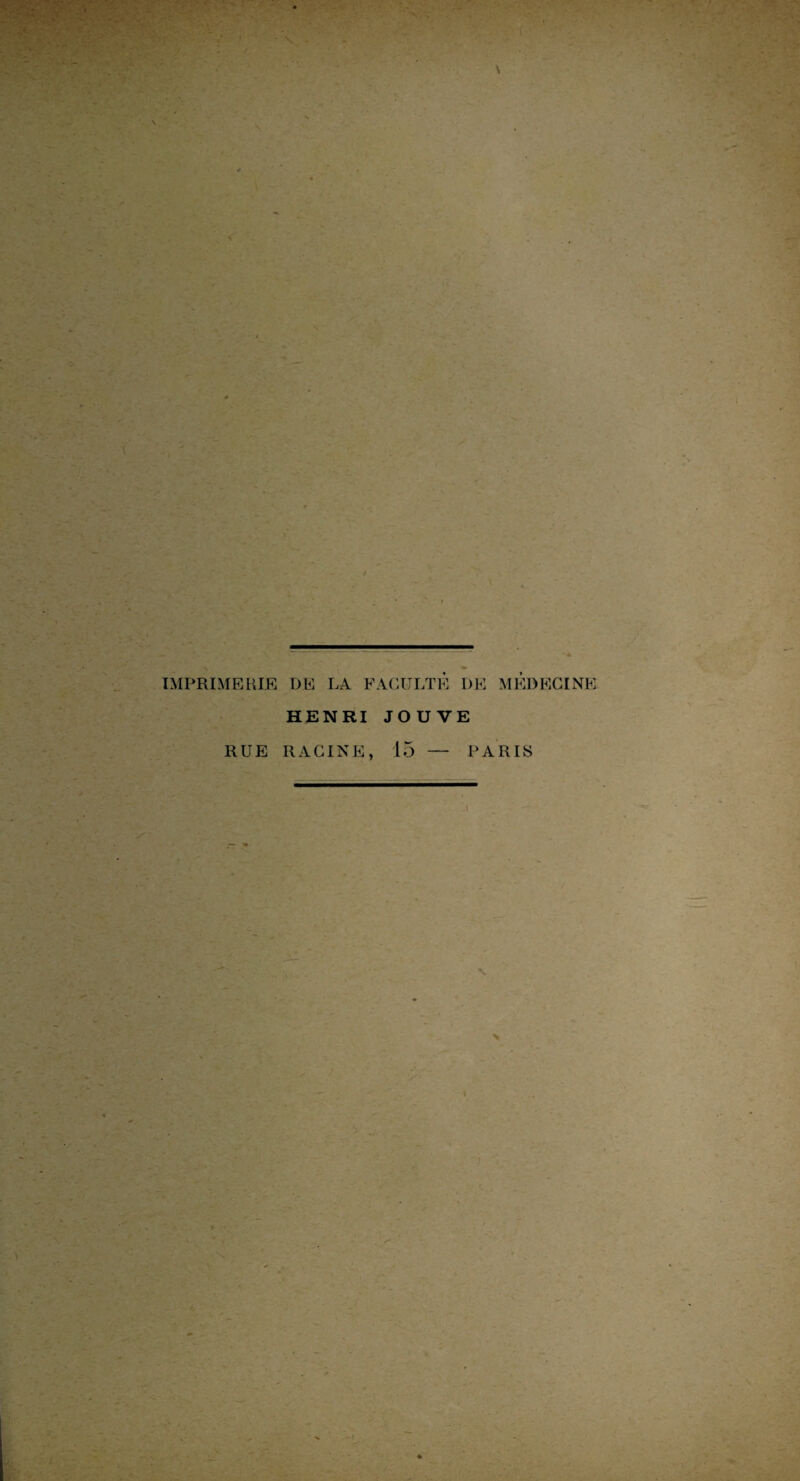 IMPRIMERIE DE LA FACULTÉ DE MÉDECINE
HENRI JOUVE
RUE RACINE, 15 — PARIS